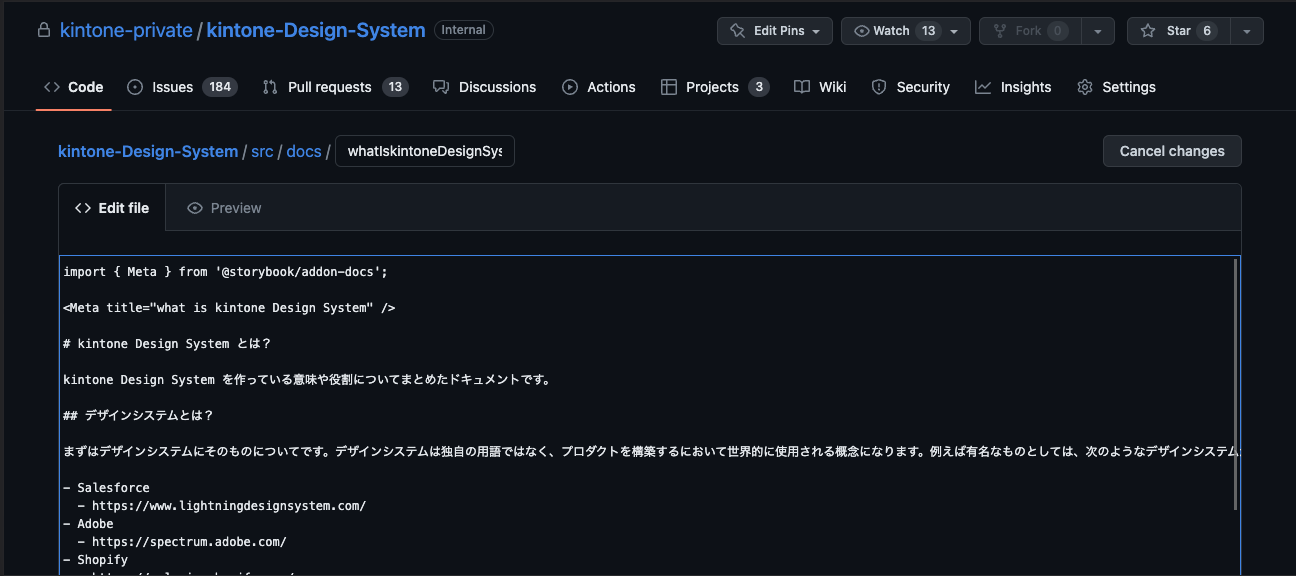 kintone-private / kintone-Design-System Internal Edit Pins Watch 13 Fork 0 Star 6
Code Issues 184 Pull requests 13 Discussions Actions Projects 3 Wiki Security Insights Settings
kintone-Design-System / src / docs / whatIskintoneDesignSys Cancel changes
Edit file Preview
import { Meta } from '@storybook/addon-docs';
<Meta title="what is kintone Design System" />
# kintone Design System とは?
kintone Design System を作っている意味や役割についてまとめたドキュメントです。
## デザインシステムとは?
まずはデザインシステムにそのものについてです。デザインシステムは独自の用語ではなく、プロダクトを構築するにおいて世界的に使用される概念になります。例えば有名なものとしては、次のようなデザインシステム
- Salesforce
- https://www.lightningdesignsystem.com/
- Adobe
- https://spectrum.adobe.com/
- Shopify